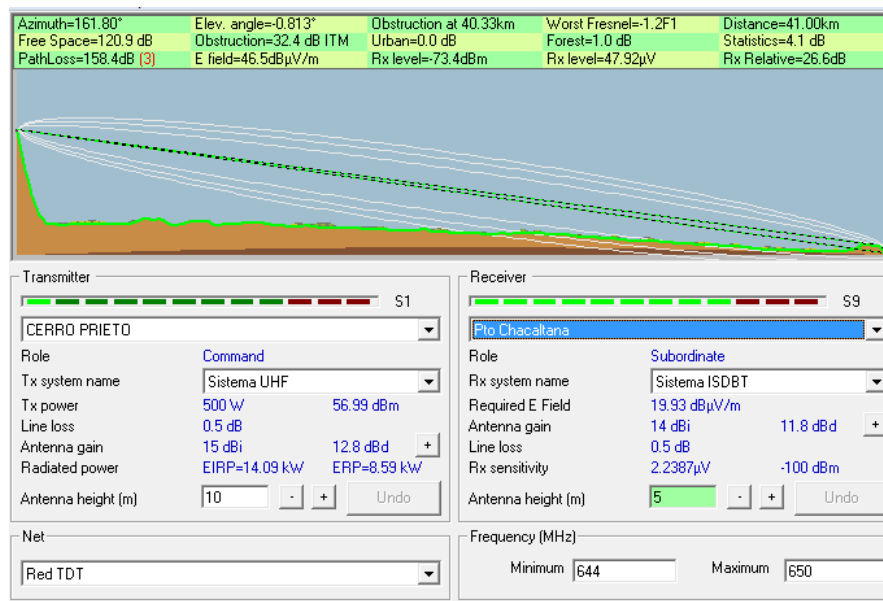 Azimuth=161.80° Elev. angle=-0.813° Obstruction at 40.33km Worst Fresnel=-1.2F1 Distance=41.00km
Free Space=120.9 dB Obstruction=32.4 dB ITM Urban=0.0 dB Forest=1.0 dB Statistics=4.1 dB
PathLoss=158.4dB (3) E field=46.5dBµV/m Rx level=-73.4dBm Rx level=47.92µV Rx Relative=26.6dB
Transmitter
S1
CERRO PRIETO
Role Command
Tx system name Sistema UHF
Tx power 500 W 56.99 dBm
Line loss 0.5 dB
Antenna gain 15 dBi 12.8 dBd +
Radiated power EIRP=14.09 kW ERP=8.59 kW
Antenna height (m) 10 - + Undo
Receiver
S9
Pto Chacaltana
Role Subordinate
Rx system name Sistema ISDBT
Required E Field 19.93 dBµV/m
Antenna gain 14 dBi 11.8 dBd +
Line loss 0.5 dB
Rx sensitivity 2.2387µV -100 dBm
Antenna height (m) 5 - + Undo
Net
Red TDT
Frequency (MHz)
Minimum 644 Maximum 650